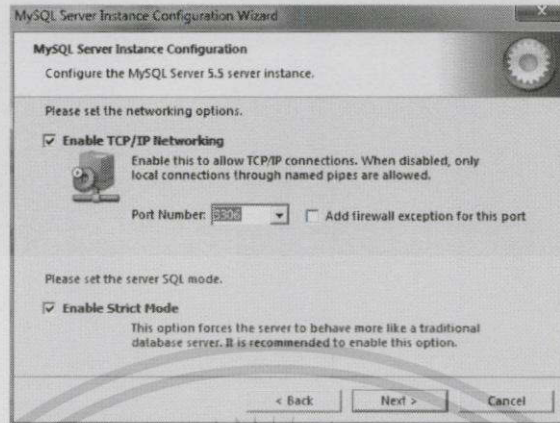 MySQL Server Instance Configuration Wizard
MySQL Server Instance Configuration
Configure the MySQL Server 5.5 server instance.
Please set the networking options.
Enable TCP/IP Networking
Enable this to allow TCP/IP connections. When disabled, only
local connections through named pipes are allowed.
Port Number: 3306
Add firewall exception for this port
Please set the server SQL mode.
Enable Strict Mode
This option forces the server to behave more like a traditional
database server. It is recommended to enable this option.
< Back
Next >
Cancel